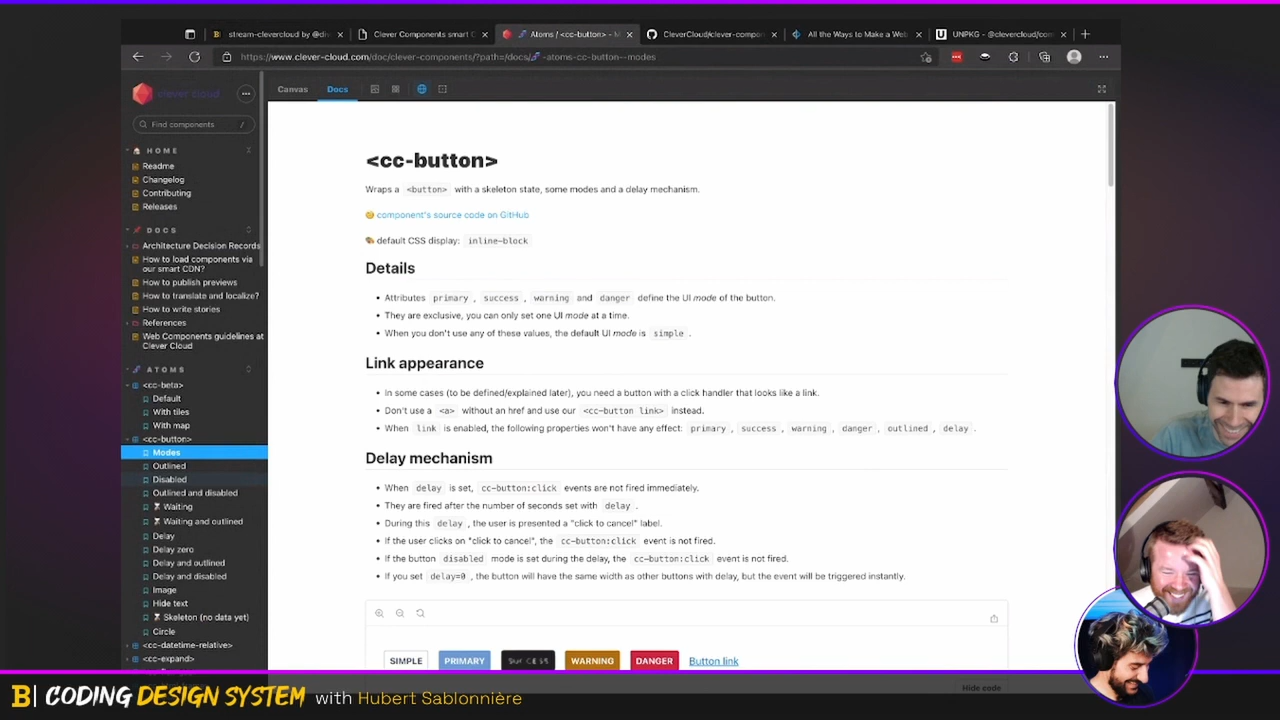 stream-clevercloud by @di
Clever Components smart C
Atoms / <cc-button> - M
CleverCloud/clever-compon
All the Ways to Make a Web
UNPKG - @clevercloud/com
https://www.clever-cloud.com/doc/clever-components/?path=/docs/🧬-atoms-cc-button--modes
clever cloud
Canvas
Docs
Find components
/
🏠 HOME
Readme
Changelog
Contributing
Releases
📌 DOCS
Architecture Decision Records
How to load components via
our smart CDN?
How to publish previews
How to translate and localize?
How to write stories
References
Web Components guidelines at
Clever Cloud
🧬 ATOMS
<cc-beta>
Default
With tiles
With map
<cc-button>
Modes
Outlined
Disabled
Outlined and disabled
⌛ Waiting
⌛ Waiting and outlined
Delay
Delay zero
Delay and outlined
Delay and disabled
Image
Hide text
⌛ Skeleton (no data yet)
Circle
<cc-datetime-relative>
<cc-expand>
<cc-button>
Wraps a <button> with a skeleton state, some modes and a delay mechanism.
🧐 component's source code on GitHub
🎨 default CSS display: inline-block
Details
• Attributes primary , success , warning and danger define the UI mode of the button.
• They are exclusive, you can only set one UI mode at a time.
• When you don't use any of these values, the default UI mode is simple .
Link appearance
• In some cases (to be defined/explained later), you need a button with a click handler that looks like a link.
• Don't use a <a> without an href and use our <cc-button link> instead.
• When link is enabled, the following properties won't have any effect: primary , success , warning , danger , outlined , delay .
Delay mechanism
• When delay is set, cc-button:click events are not fired immediately.
• They are fired after the number of seconds set with delay .
• During this delay , the user is presented a "click to cancel" label.
• If the user clicks on "click to cancel", the cc-button:click event is not fired.
• If the button disabled mode is set during the delay, the cc-button:click event is not fired.
• If you set delay=0 , the button will have the same width as other buttons with delay, but the event will be triggered instantly.
SIMPLE PRIMARY SUCCESS WARNING DANGER Button link
Hide code
B| CODING DESIGN SYSTEM with Hubert Sablonnière